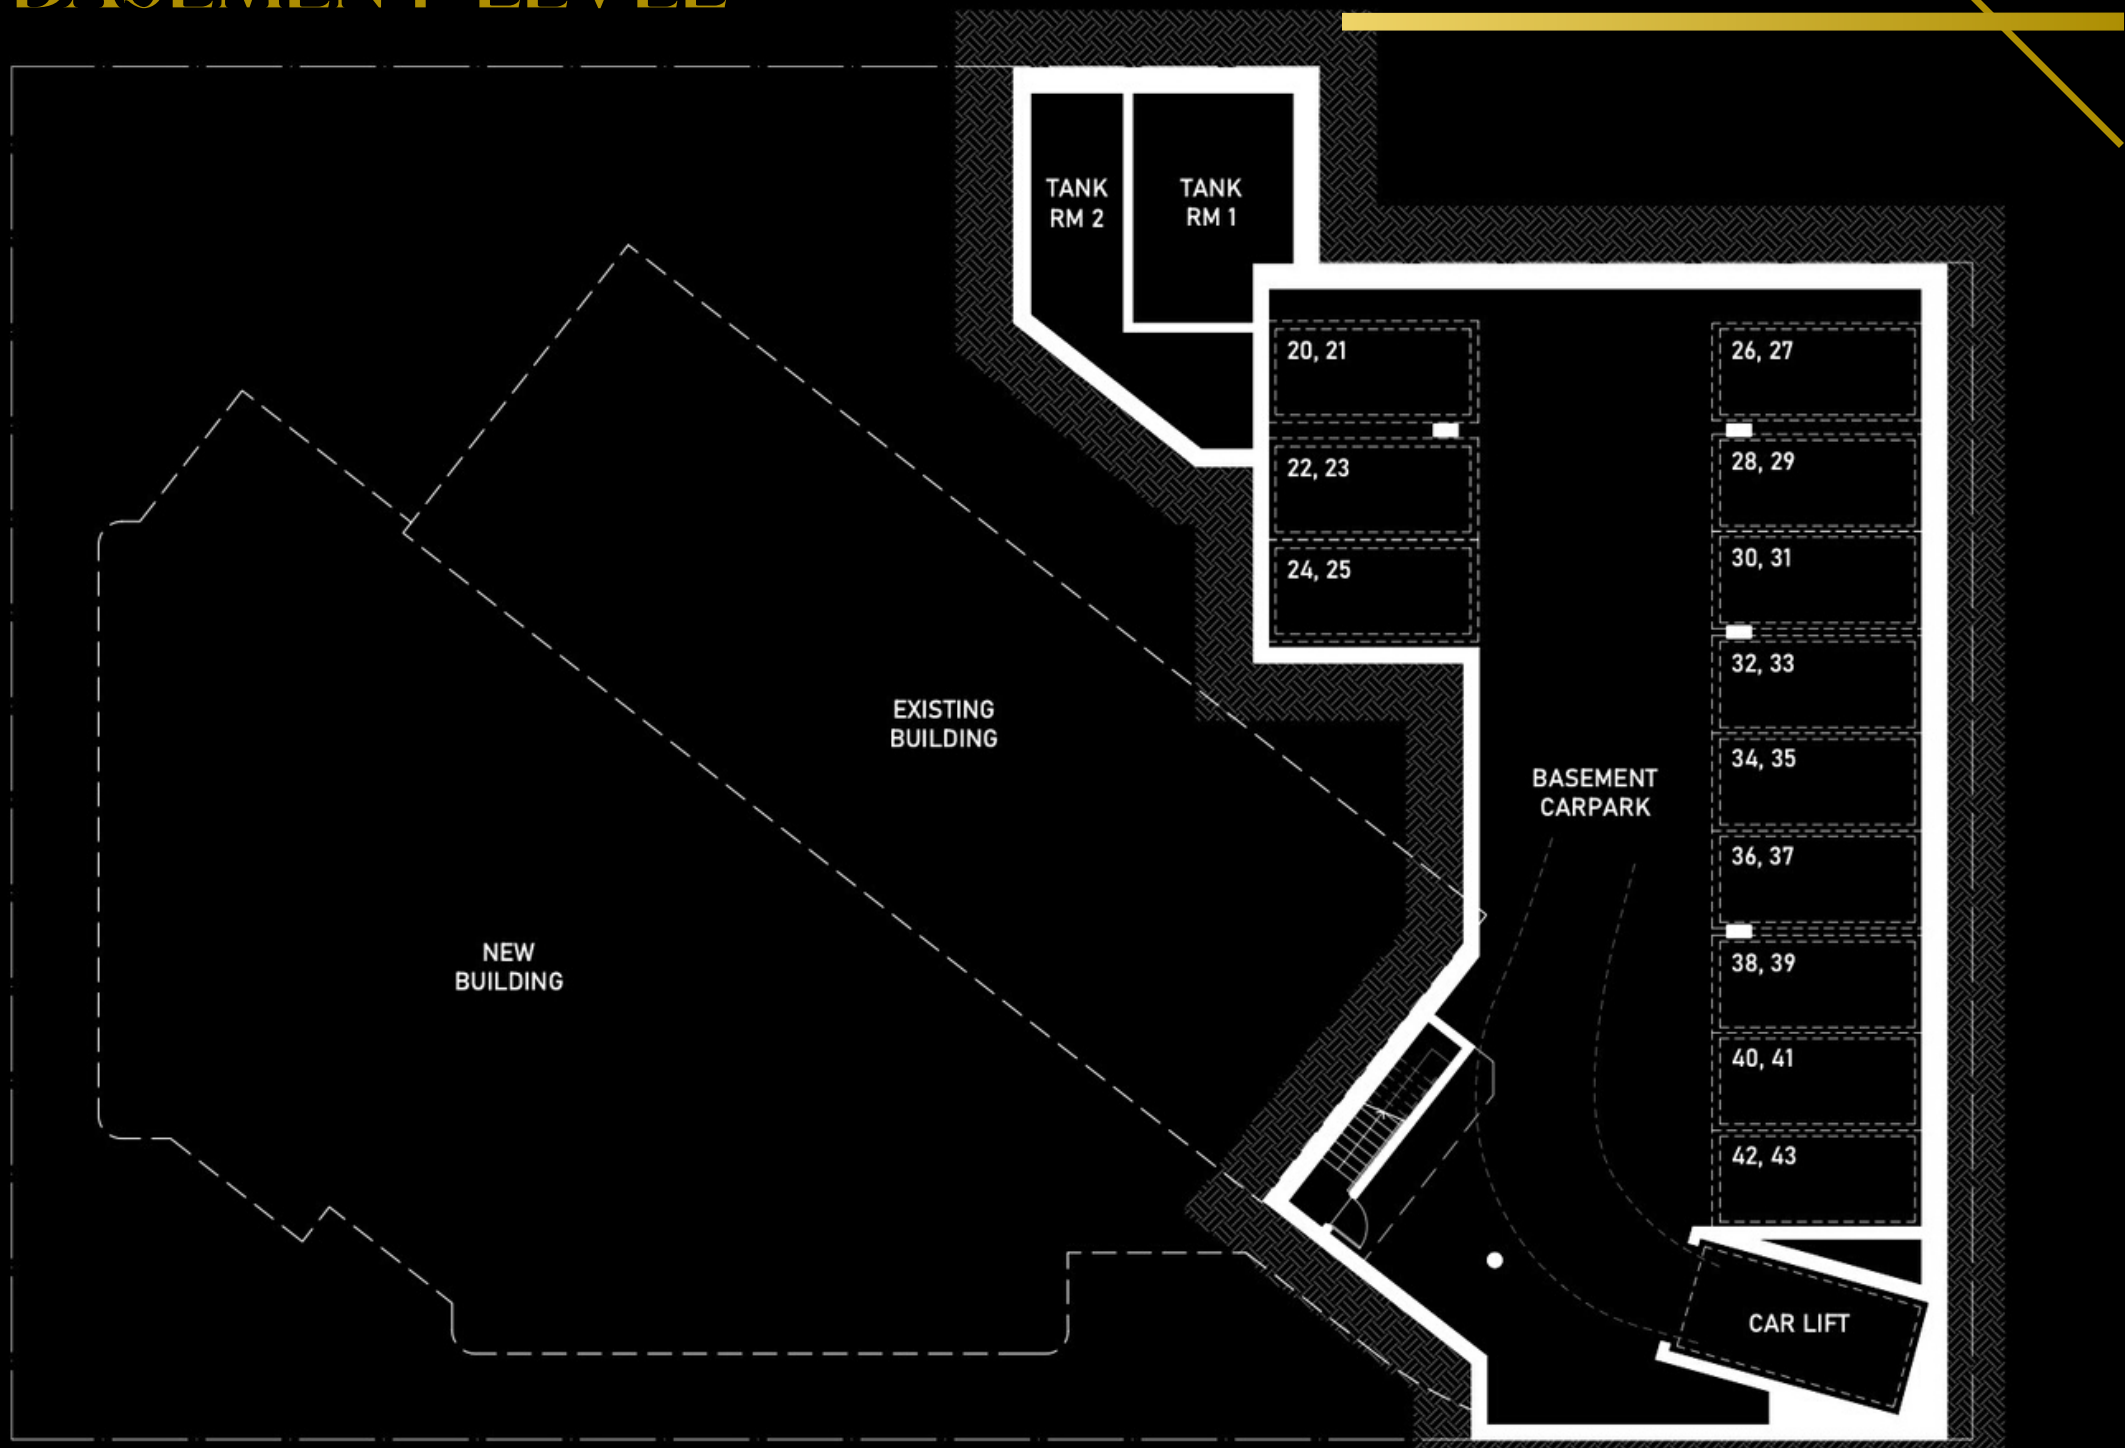 BASEMENT LEVEL
TANK
RM 2
TANK
RM 1
20, 21
26, 27
22, 23
28, 29
24, 25
30, 31
32, 33
EXISTING
BUILDING
34, 35
BASEMENT
CARPARK
36, 37
NEW
BUILDING
38, 39
40, 41
42, 43
CAR LIFT